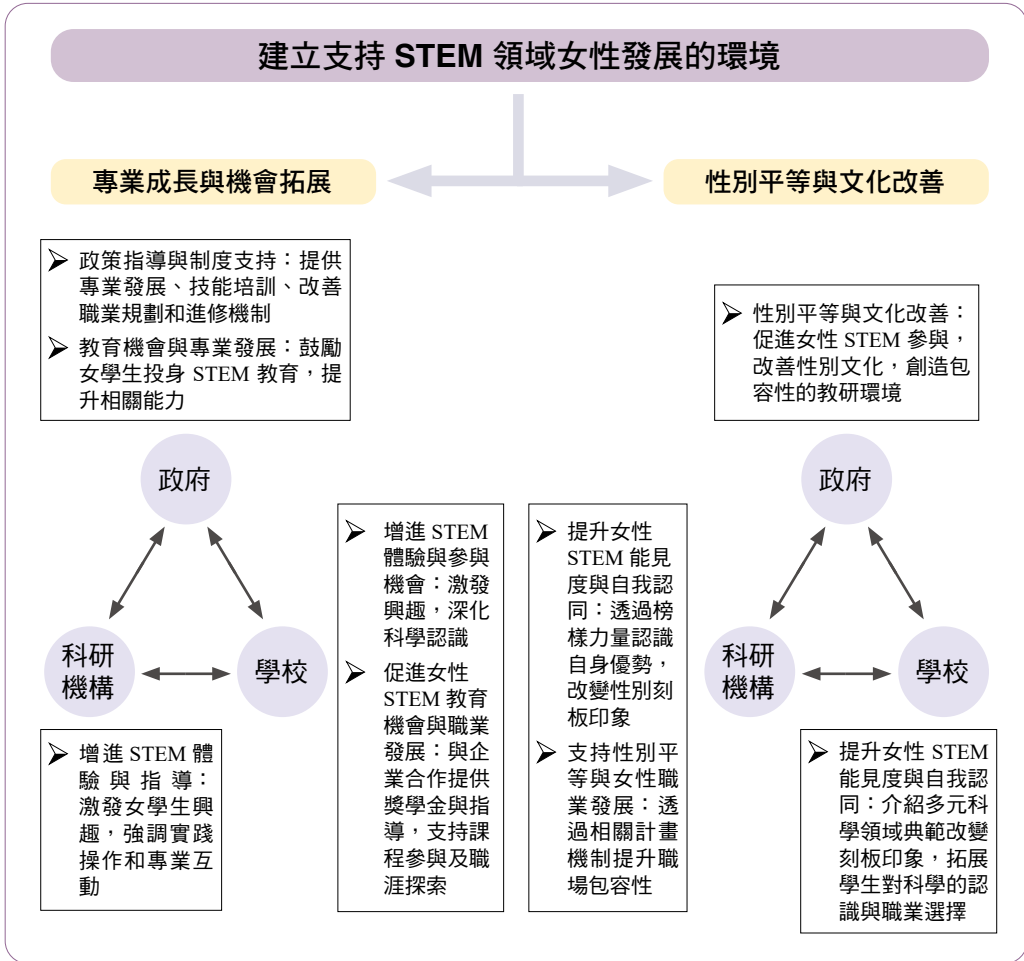 建立支持 STEM 領域女性發展的環境
專業成長與機會拓展
性別平等與文化改善
➢ 政策指導與制度支持：提供
專業發展、技能培訓、改善
職業規劃和進修機制
➢ 教育機會與專業發展：鼓勵
女學生投身 STEM 教育，提
升相關能力
政府
科研
機構
學校
➢ 增進 STEM 體
驗與指導：
激發女學生興
趣，強調實踐
操作和專業互
動
➢ 增進 STEM
體驗與參與
機會：激發
興趣，深化
科學認識
➢ 促進女性
STEM 教育
機會與職業
發展：與企
業合作提供
獎學金與指
導，支持課
程參與及職
涯探索
➢ 性別平等與文化改善：
促進女性 STEM 參與，
改善性別文化，創造包
容性的教研環境
政府
科研
機構
學校
➢ 提升女性
STEM 能見
度與自我認
同：透過榜
樣力量認識
自身優勢，
改變性別刻
板印象
➢ 支持性別平
等與女性職
業發展：透
過相關計畫
機制提升職
場包容性
➢ 提升女性 STEM
能見度與自我認
同：介紹多元科
學領域典範改變
刻板印象，拓展
學生對科學的認
識與職業選擇